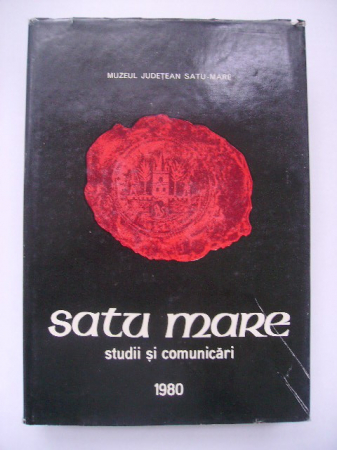 MUZEUL JUDEȚEAN SATU-MARE
satu mare
studii și comunicări
1980